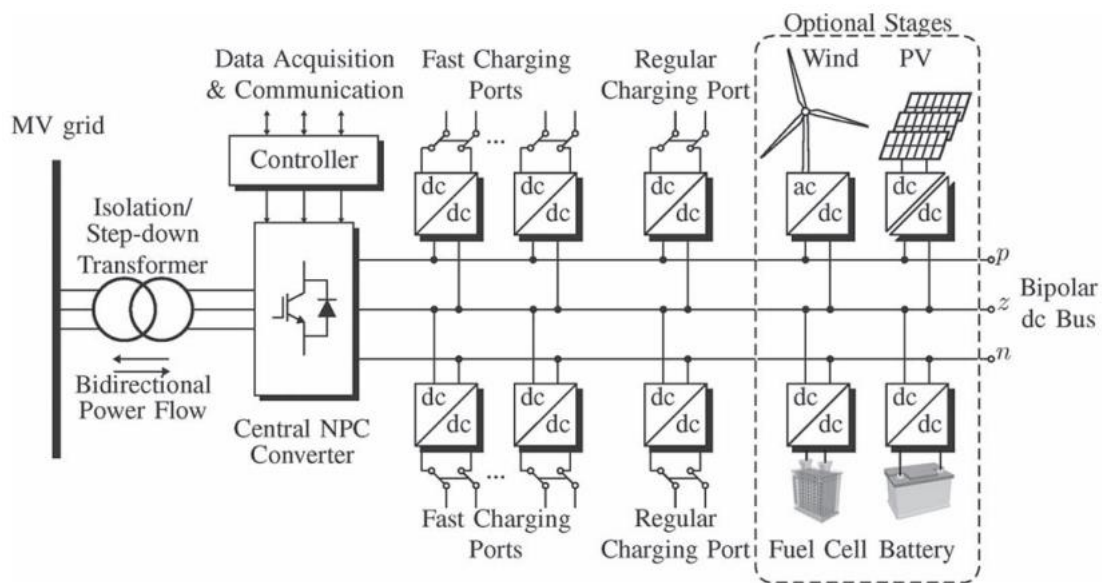 Optional Stages
Data Acquisition
& Communication
Fast Charging
Ports
Regular
Charging Port
Wind
PV
MV grid
Controller
...
dc
dc
dc
dc
dc
dc
ac
dc
dc
dc
Isolation/
Step-down
Transformer
p
z
n
Bipolar
dc Bus
Bidirectional
Power Flow
Central NPC
Converter
dc
dc
dc
dc
dc
dc
dc
dc
dc
dc
...
Fast Charging
Ports
Regular
Charging Port
Fuel Cell
Battery